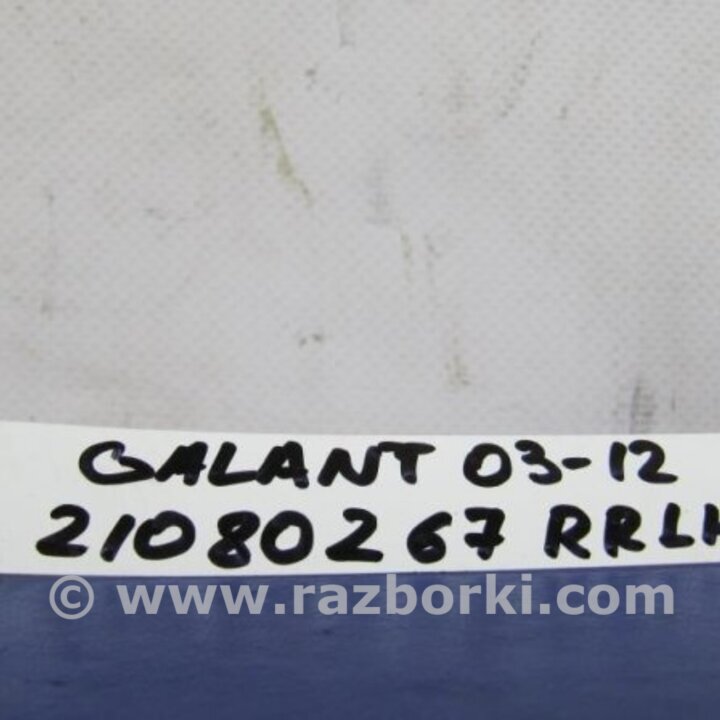 GALANT 03-12
21080267 RRLH
© www.razborki.com